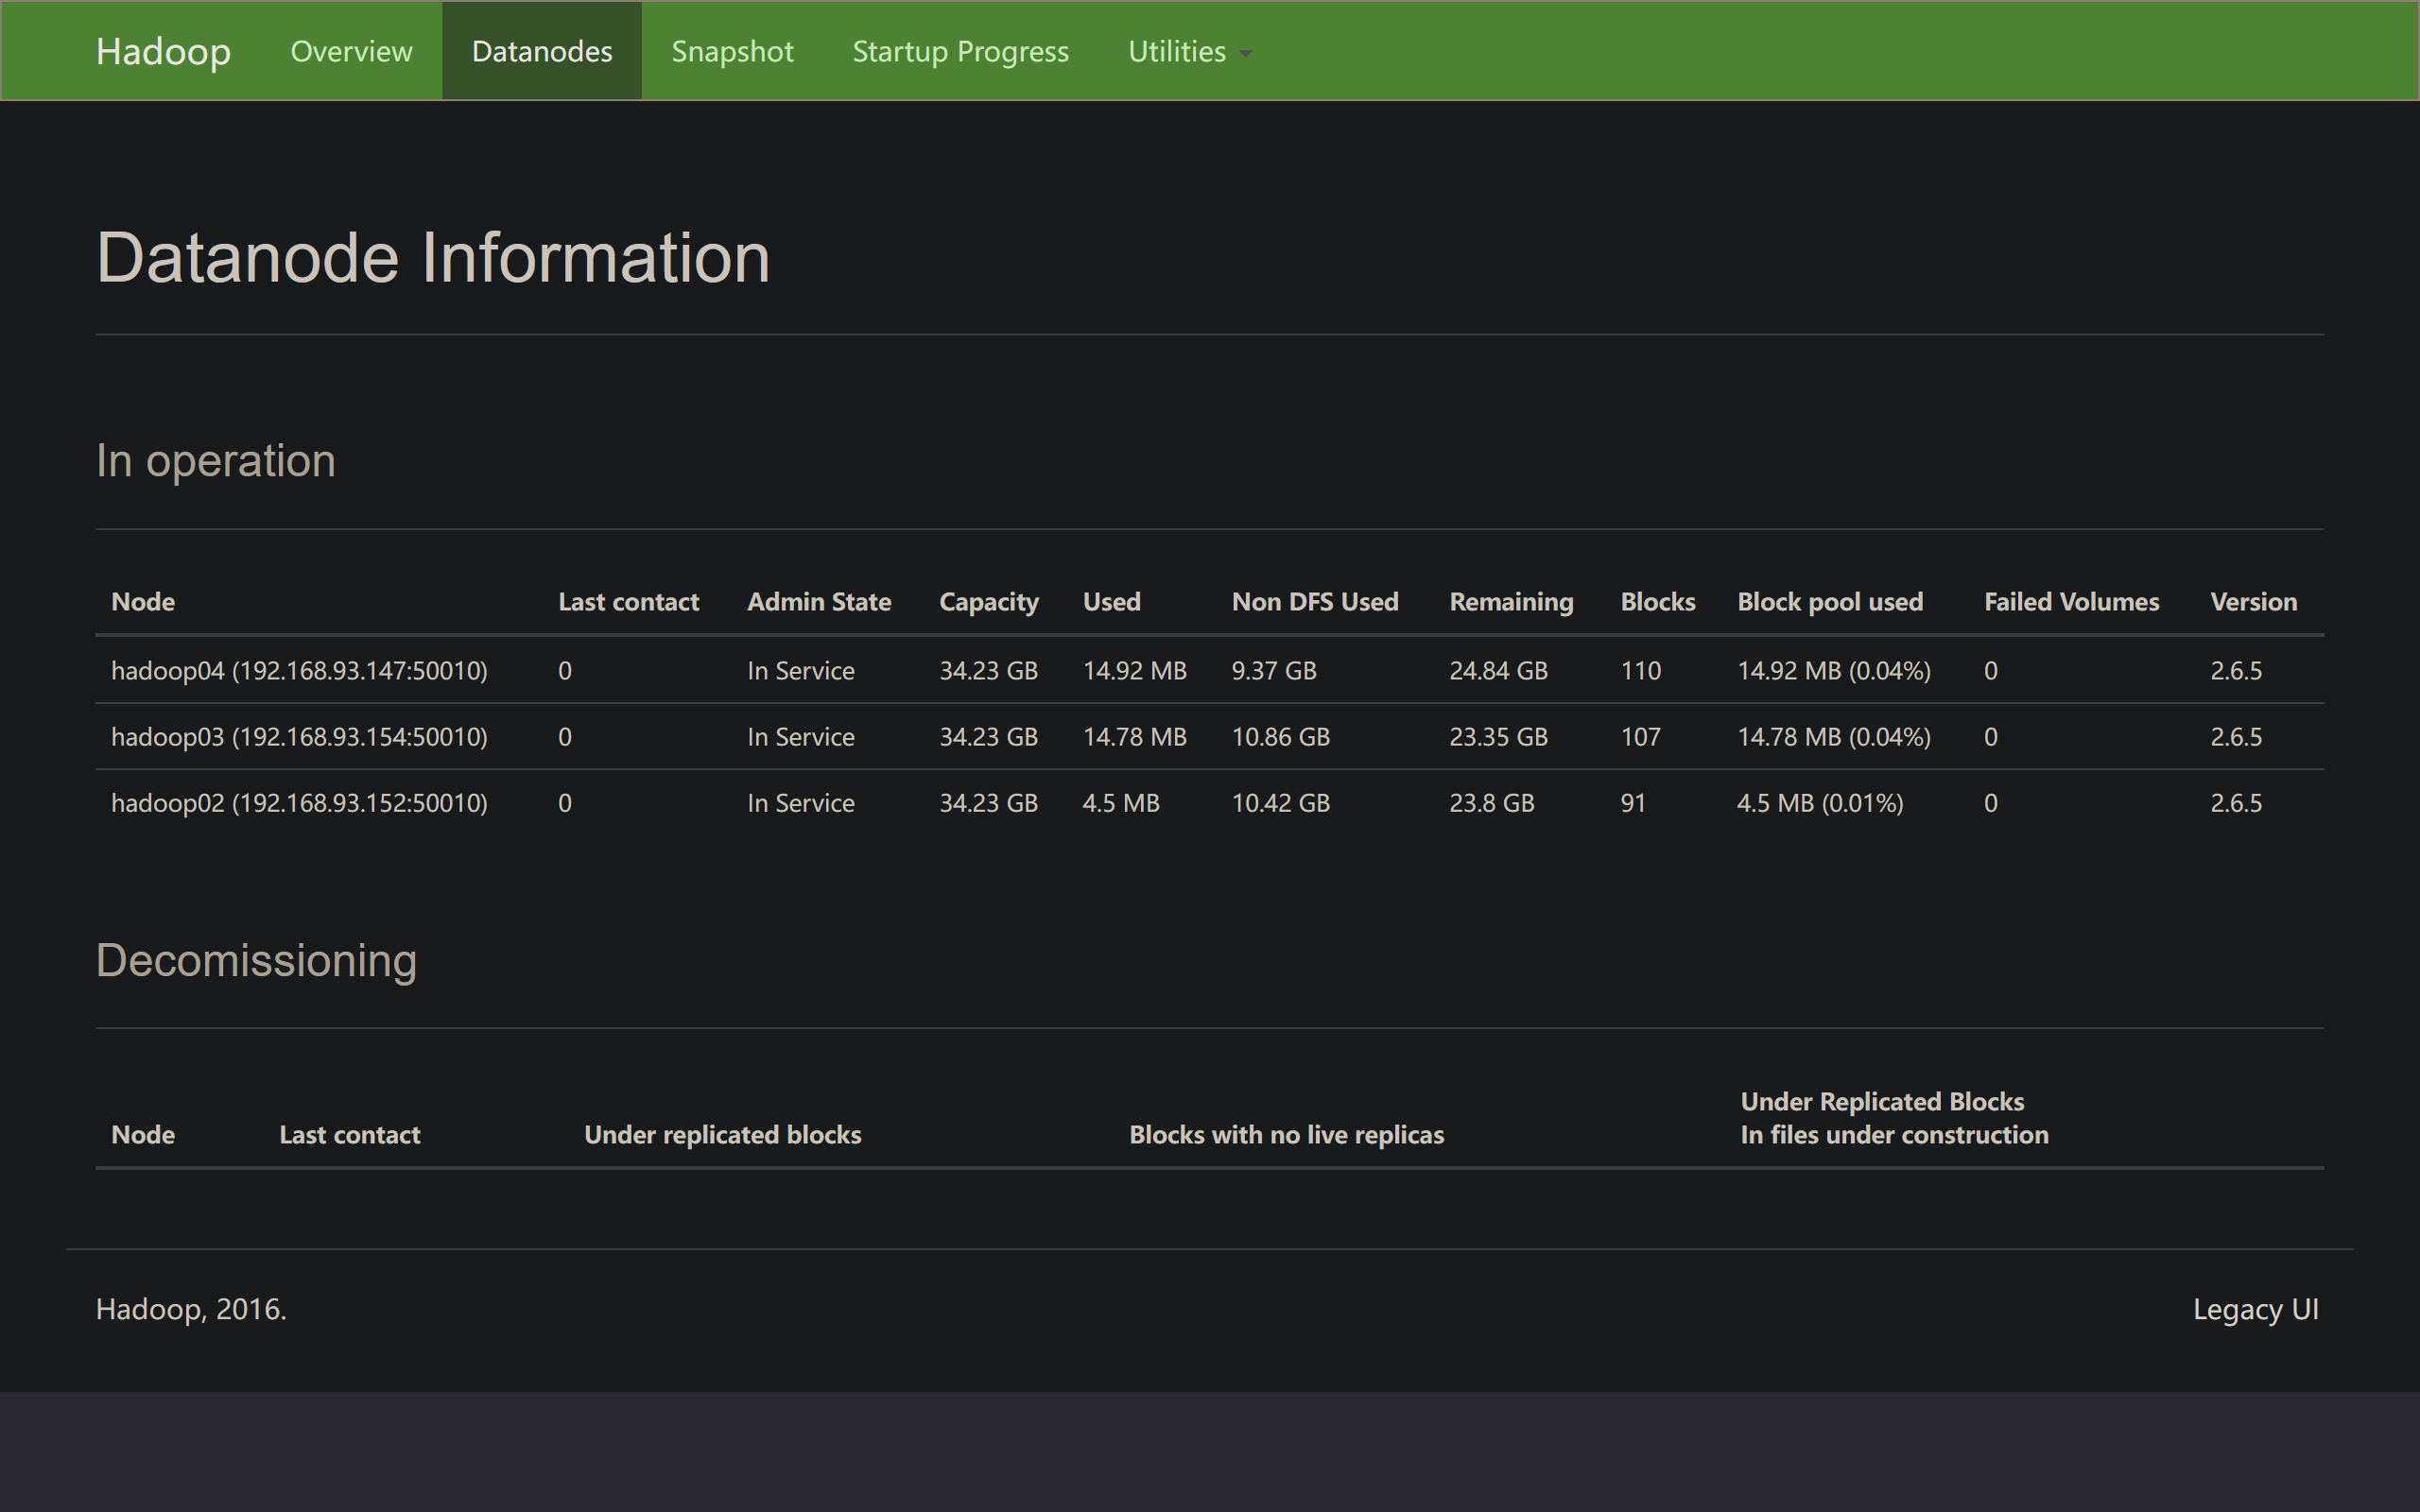 Hadoop Overview Datanodes Snapshot Startup Progress Utilities
Datanode Information
In operation
Node Last contact Admin State Capacity Used Non DFS Used Remaining Blocks Block pool used Failed Volumes Version
hadoop04 (192.168.93.147:50010) 0 In Service 34.23 GB 14.92 MB 9.37 GB 24.84 GB 110 14.92 MB (0.04%) 0 2.6.5
hadoop03 (192.168.93.154:50010) 0 In Service 34.23 GB 14.78 MB 10.86 GB 23.35 GB 107 14.78 MB (0.04%) 0 2.6.5
hadoop02 (192.168.93.152:50010) 0 In Service 34.23 GB 4.5 MB 10.42 GB 23.8 GB 91 4.5 MB (0.01%) 0 2.6.5
Decomissioning
Node Last contact Under replicated blocks Blocks with no live replicas Under Replicated Blocks
In files under construction
Hadoop, 2016. Legacy UI